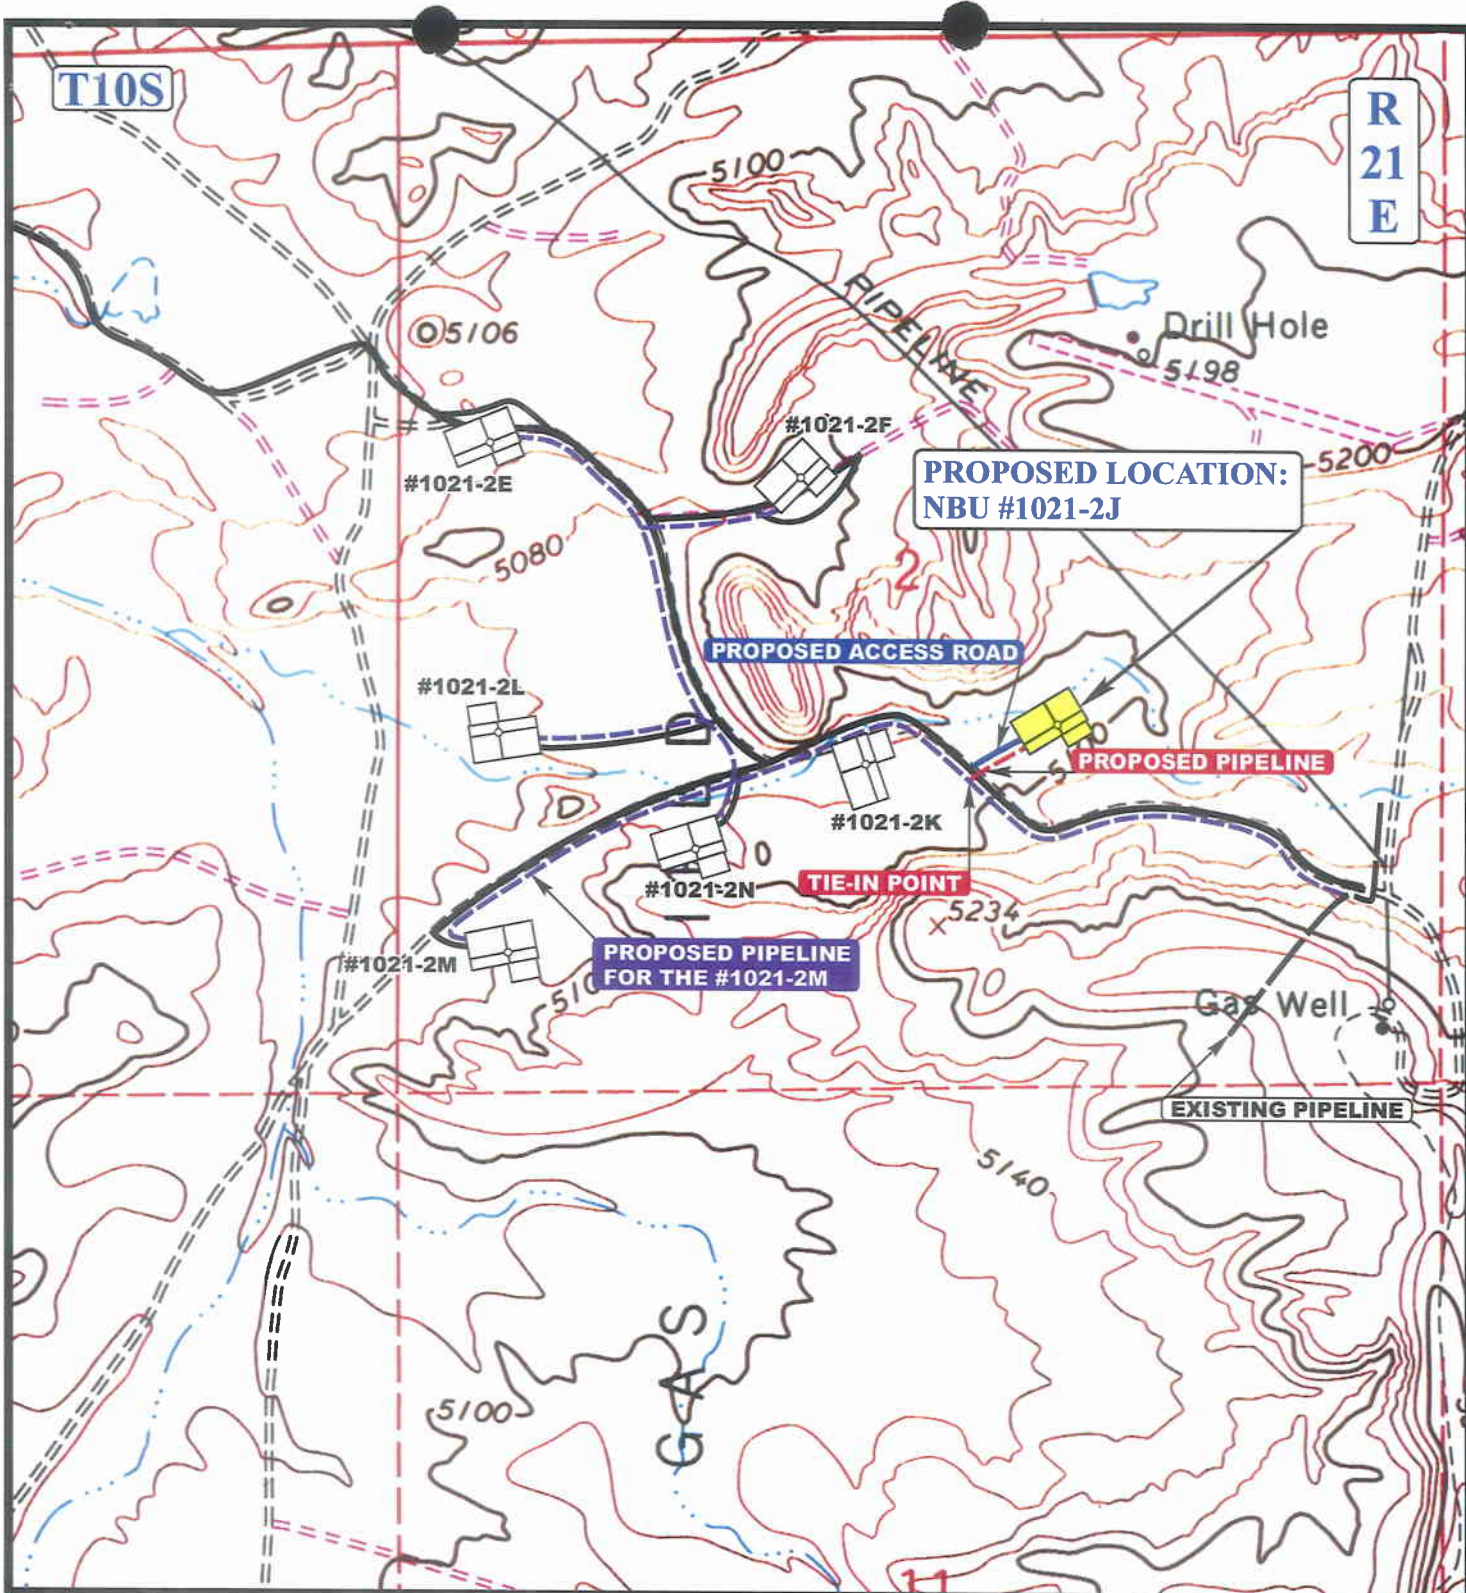 T10S
R
21
E
5100
PIPELINE
Drill Hole
5198
5106
#1021-2F
#1021-2E
PROPOSED LOCATION:
NBU #1021-2J
5200
5080
2
PROPOSED ACCESS ROAD
#1021-2L
PROPOSED PIPELINE
#1021-2K
#1021-2N
TIE-IN POINT
5234
#1021-2M
PROPOSED PIPELINE
FOR THE #1021-2M
Gas Well
EXISTING PIPELINE
5140
GAS
5100
11